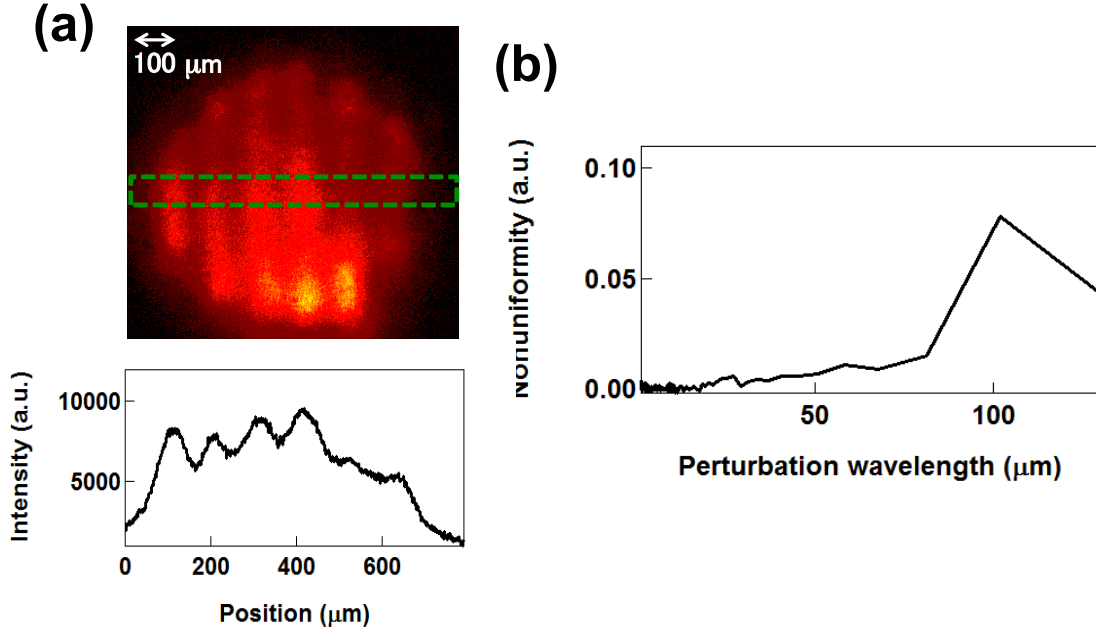 (a)
100 μm
10000
5000
Intensity (a.u.)
0
200
400
600
Position (μm)
(b)
0.10
0.05
0.00
Nonuniformity (a.u.)
50
100
Perturbation wavelength (μm)